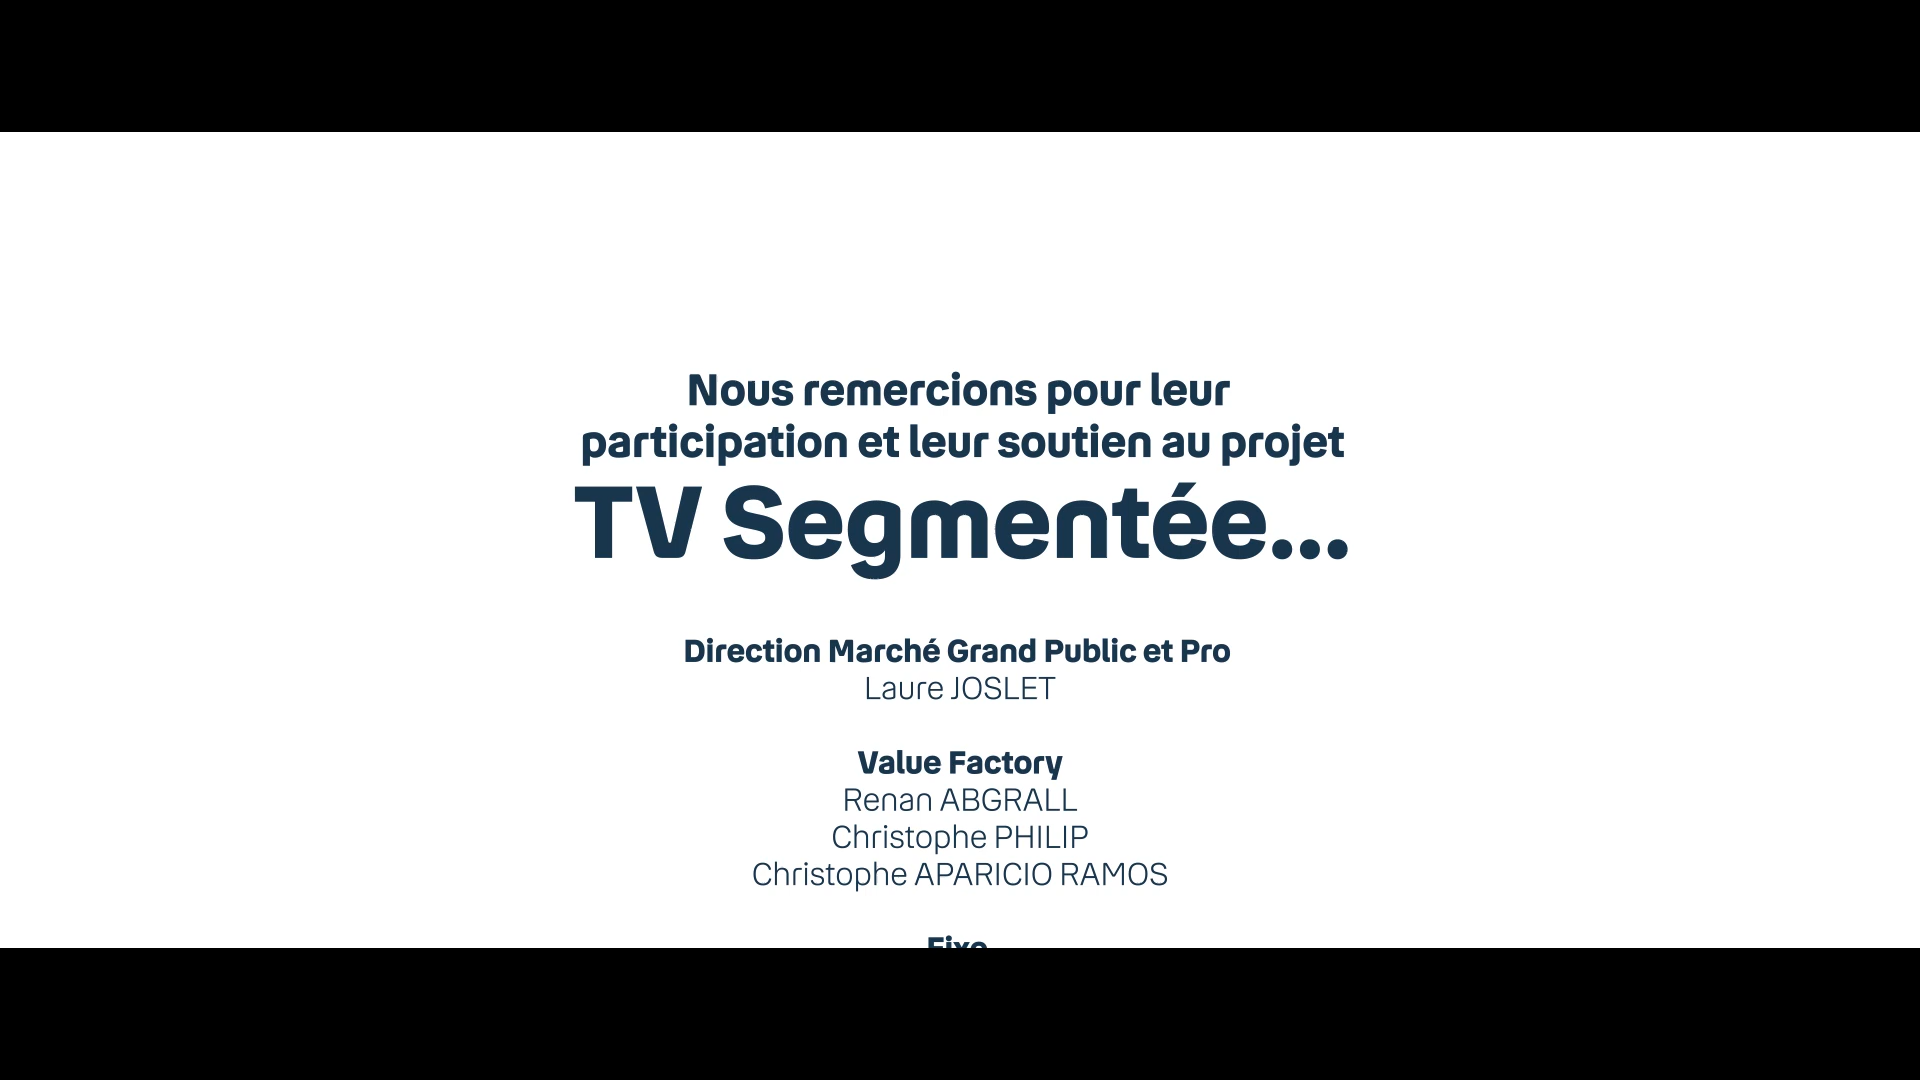 Nous remercions pour leur
participation et leur soutien au projet
TV Segmentée...
Direction Marché Grand Public et Pro
Laure JOSLET
Value Factory
Renan ABGRALL
Christophe PHILIP
Christophe APARICIO RAMOS
Fixe